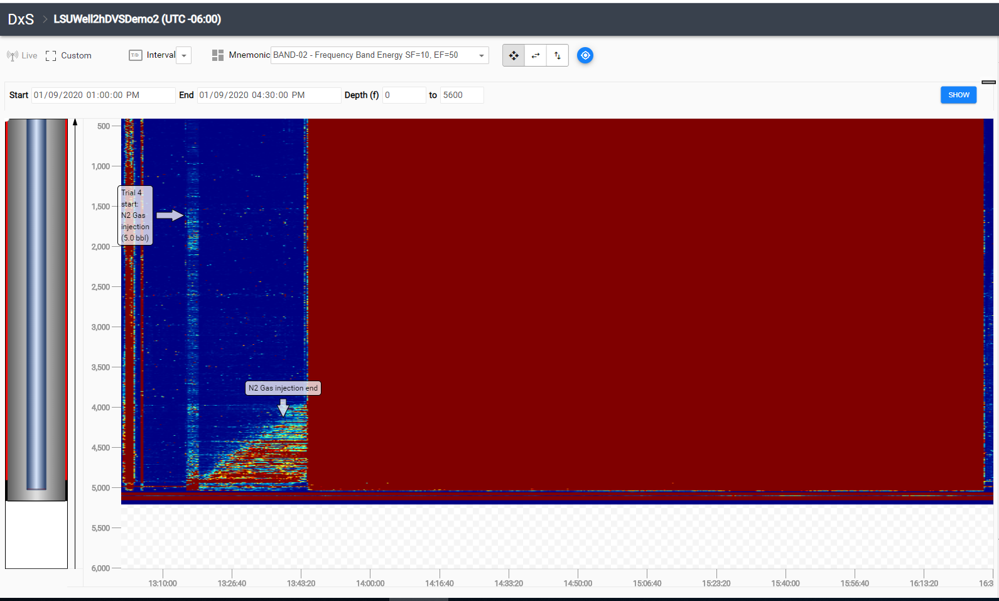 DxS > LSUWell2hDVSDemo2 (UTC -06:00)
Live Custom T/D Interval Mnemonic BAND-02 - Frequency Band Energy SF=10, EF=50
Start 01/09/2020 01:00:00 PM End 01/09/2020 04:30:00 PM Depth (f) 0 to 5600 SHOW
500
1,000
1,500
2,000
2,500
3,000
3,500
4,000
4,500
5,000
5,500
6,000
Trial 4
start:
N2 Gas
injection
(5.0 bbl)
N2 Gas injection end
13:10:00 13:26:40 13:43:20 14:00:00 14:16:40 14:33:20 14:50:00 15:06:40 15:23:20 15:40:00 15:56:40 16:13:20 16:3